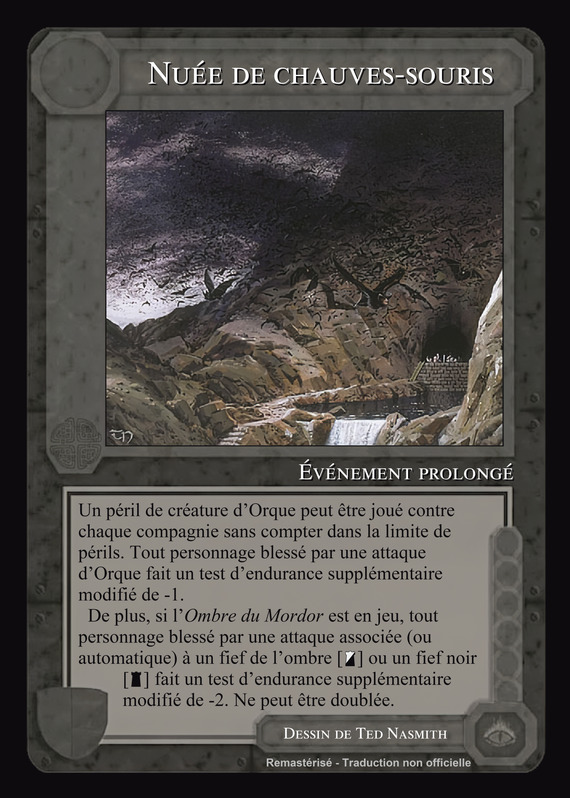 Nuée de chauves-souris
Événement prolongé
Un péril de créature d'Orque peut être joué contre
chaque compagnie sans compter dans la limite de
périls. Tout personnage blessé par une attaque
d'Orque fait un test d'endurance supplémentaire
modifié de -1.
De plus, si l'Ombre du Mordor est en jeu, tout
personnage blessé par une attaque associée (ou
automatique) à un fief de l'ombre [] ou un fief noir
[] fait un test d'endurance supplémentaire
modifié de -2. Ne peut être doublée.
Dessin de Ted Nasmith
Remastérisé - Traduction non officielle